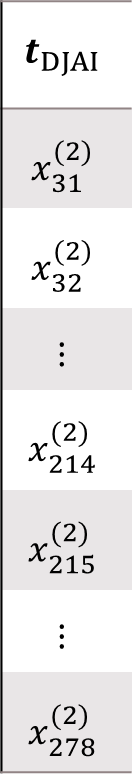 t_DJAI
x_31^(2)
x_32^(2)
⋮
x_214^(2)
x_215^(2)
⋮
x_278^(2)